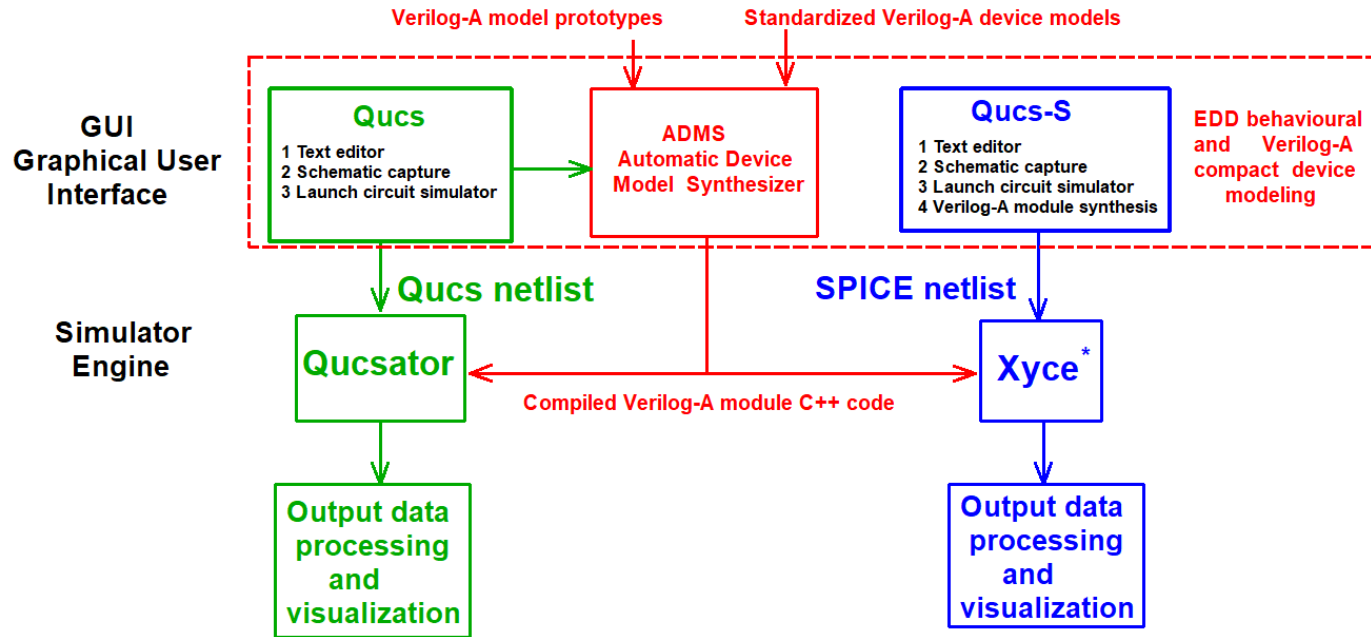 Verilog-A model prototypes
Standardized Verilog-A device models
GUI
Graphical User
Interface
Qucs
1 Text editor
2 Schematic capture
3 Launch circuit simulator
ADMS
Automatic Device
Model Synthesizer
Qucs-S
1 Text editor
2 Schematic capture
3 Launch circuit simulator
4 Verilog-A module synthesis
EDD behavioural
and Verilog-A
compact device
modeling
Qucs netlist
SPICE netlist
Simulator
Engine
Qucsator
Xyce*
Compiled Verilog-A module C++ code
Output data
processing
and
visualization
Output data
processing
and
visualization